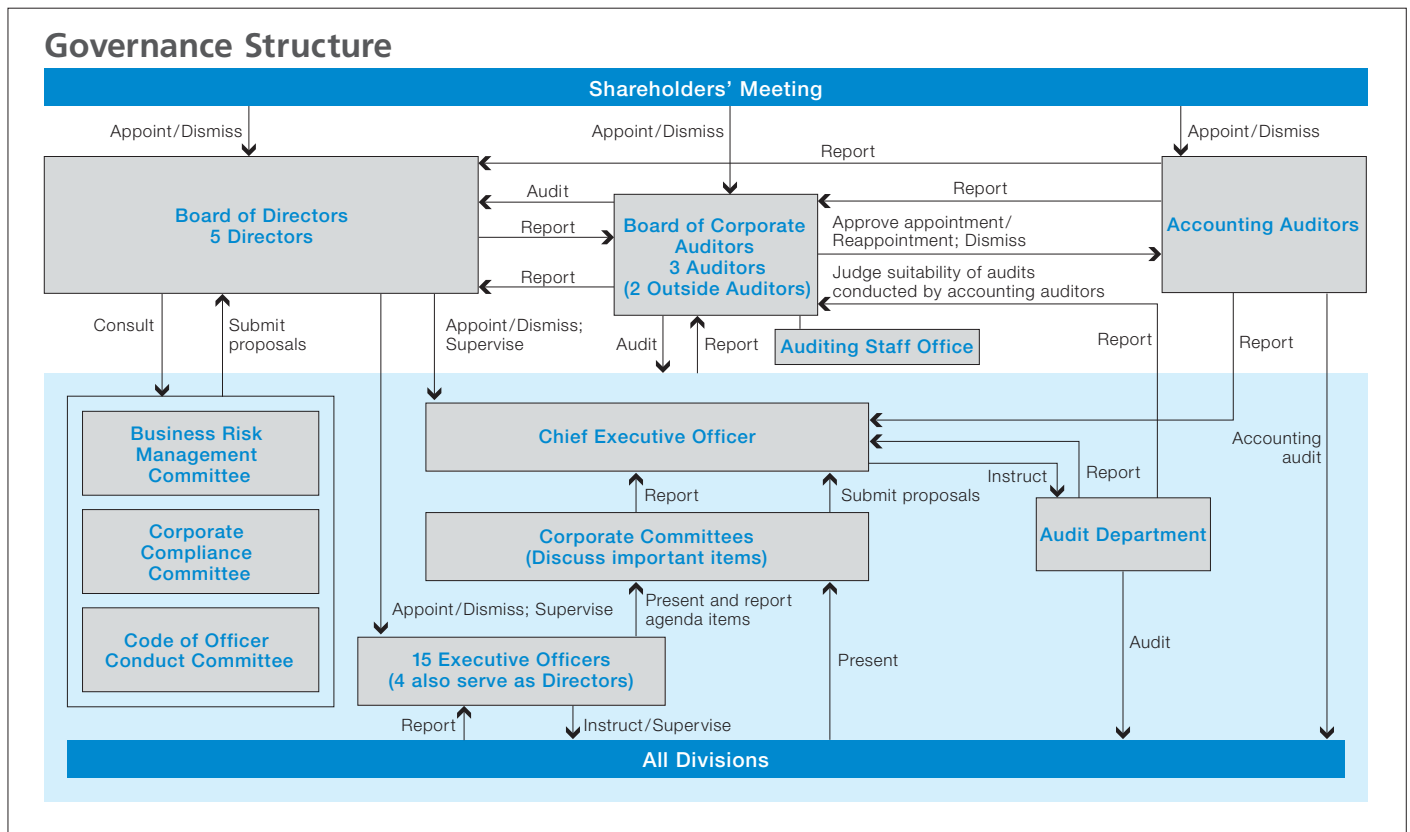 Governance Structure
Shareholders' Meeting
Appoint/Dismiss
Appoint/Dismiss
Appoint/Dismiss
Report
Board of Directors
5 Directors
Audit
Report
Report
Board of Corporate
Auditors
3 Auditors
(2 Outside Auditors)
Report
Approve appointment/
Reappointment; Dismiss
Judge suitability of audits
conducted by accounting auditors
Accounting Auditors
Consult
Submit
proposals
Appoint/Dismiss;
Supervise
Audit
Report
Auditing Staff Office
Report
Report
Business Risk
Management
Committee
Corporate
Compliance
Committee
Code of Officer
Conduct Committee
Chief Executive Officer
Accounting
audit
Instruct
Report
Report
Submit proposals
Corporate Committees
(Discuss important items)
Audit Department
Appoint/Dismiss; Supervise
Present and report
agenda items
15 Executive Officers
(4 also serve as Directors)
Present
Audit
Report
Instruct/Supervise
All Divisions